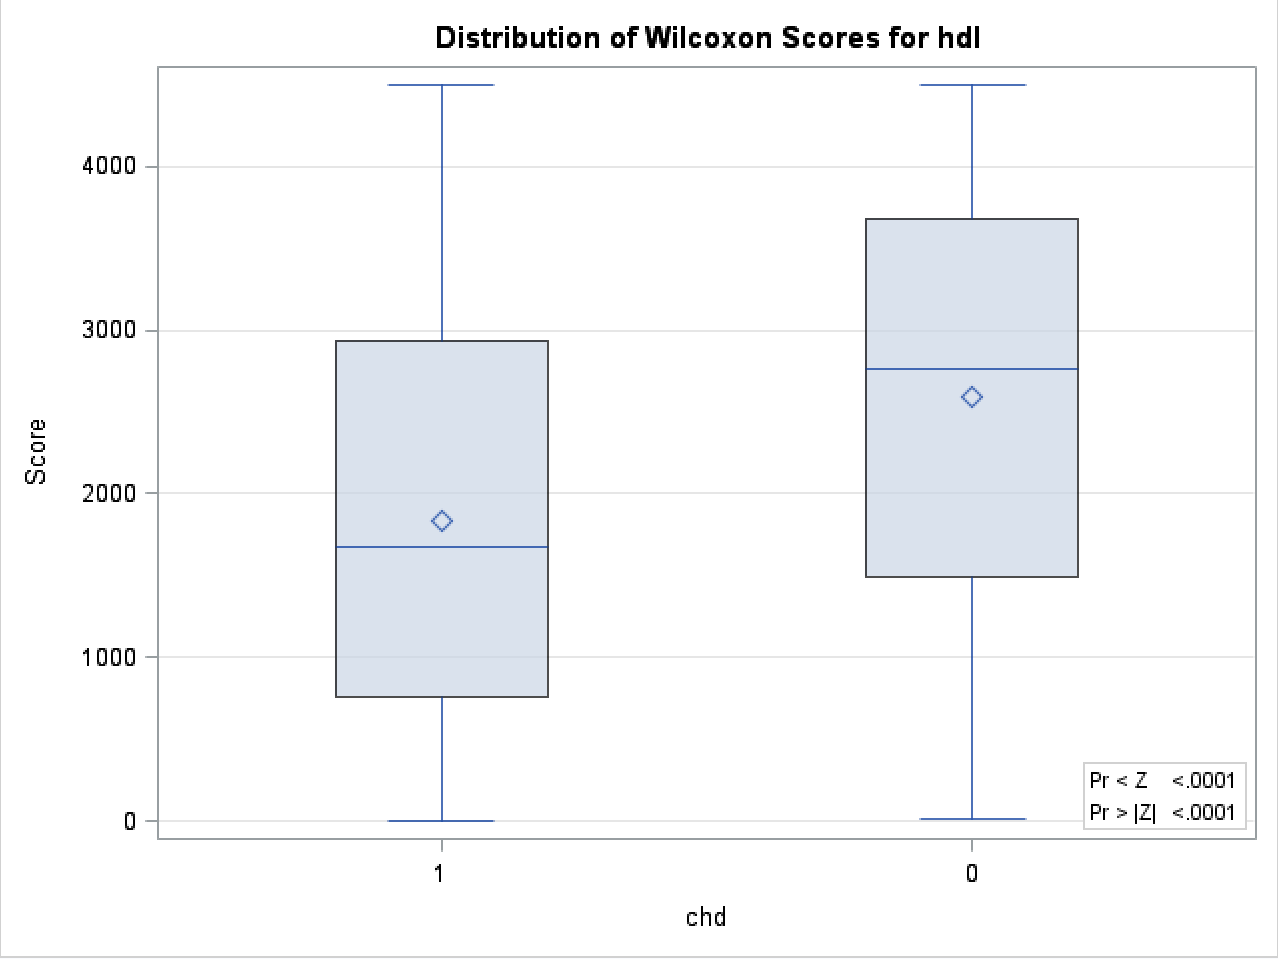 Distribution of Wilcoxon Scores for hdl
4000
3000
2000
1000
0
Score
Pr < Z <.0001
Pr > |Z| <.0001
1 0
chd